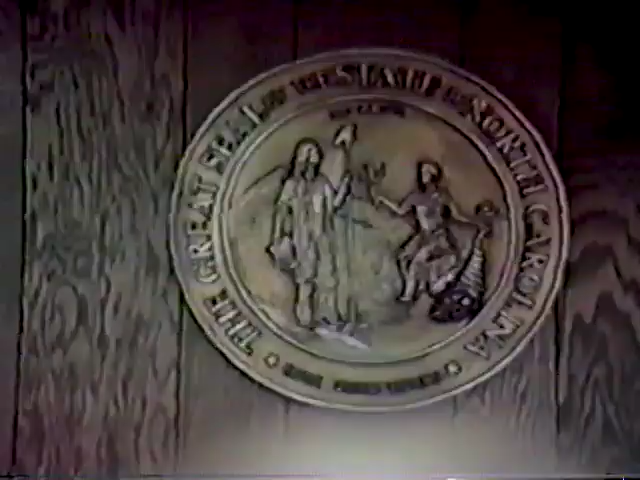 THE GREAT SEAL OF THE STATE OF NORTH CAROLINA